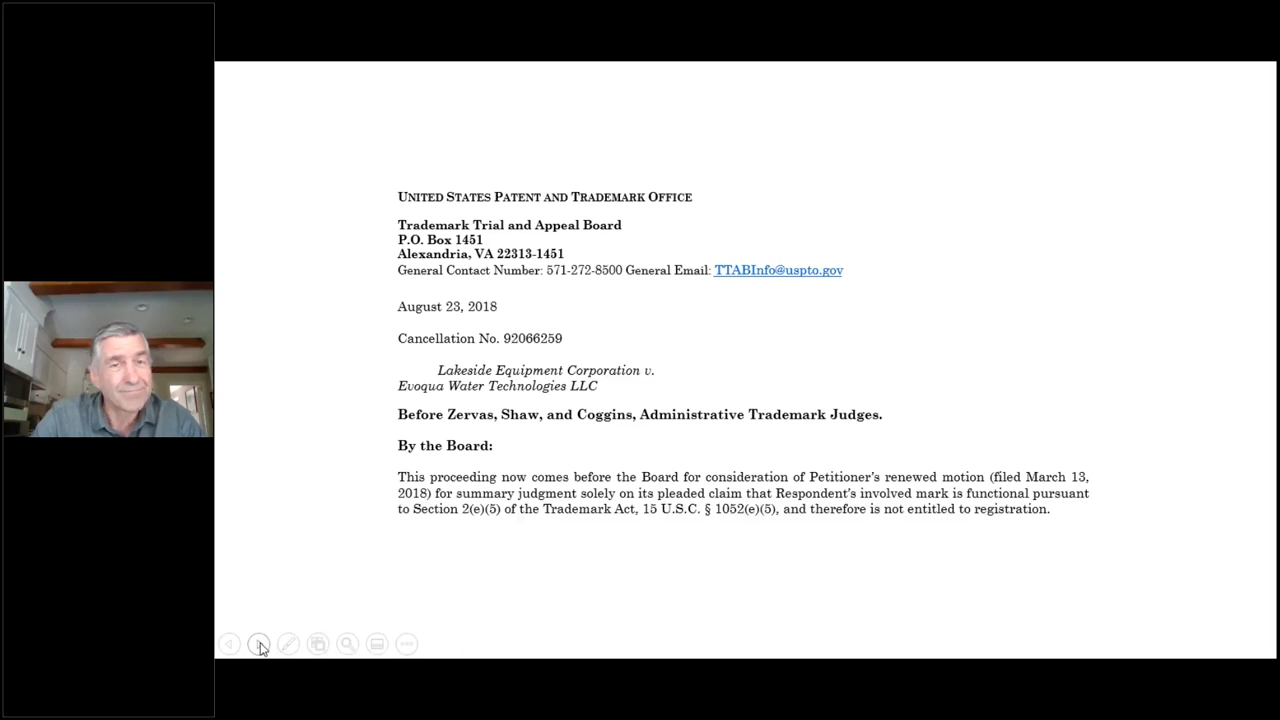 UNITED STATES PATENT AND TRADEMARK OFFICE
Trademark Trial and Appeal Board
P.O. Box 1451
Alexandria, VA 22313-1451
General Contact Number: 571-272-8500 General Email: TTABInfo@uspto.gov
August 23, 2018
Cancellation No. 92066259
Lakeside Equipment Corporation v.
Evoqua Water Technologies LLC
Before Zervas, Shaw, and Coggins, Administrative Trademark Judges.
By the Board:
This proceeding now comes before the Board for consideration of Petitioner's renewed motion (filed March 13,
2018) for summary judgment solely on its pleaded claim that Respondent's involved mark is functional pursuant
to Section 2(e)(5) of the Trademark Act, 15 U.S.C. § 1052(e)(5), and therefore is not entitled to registration.